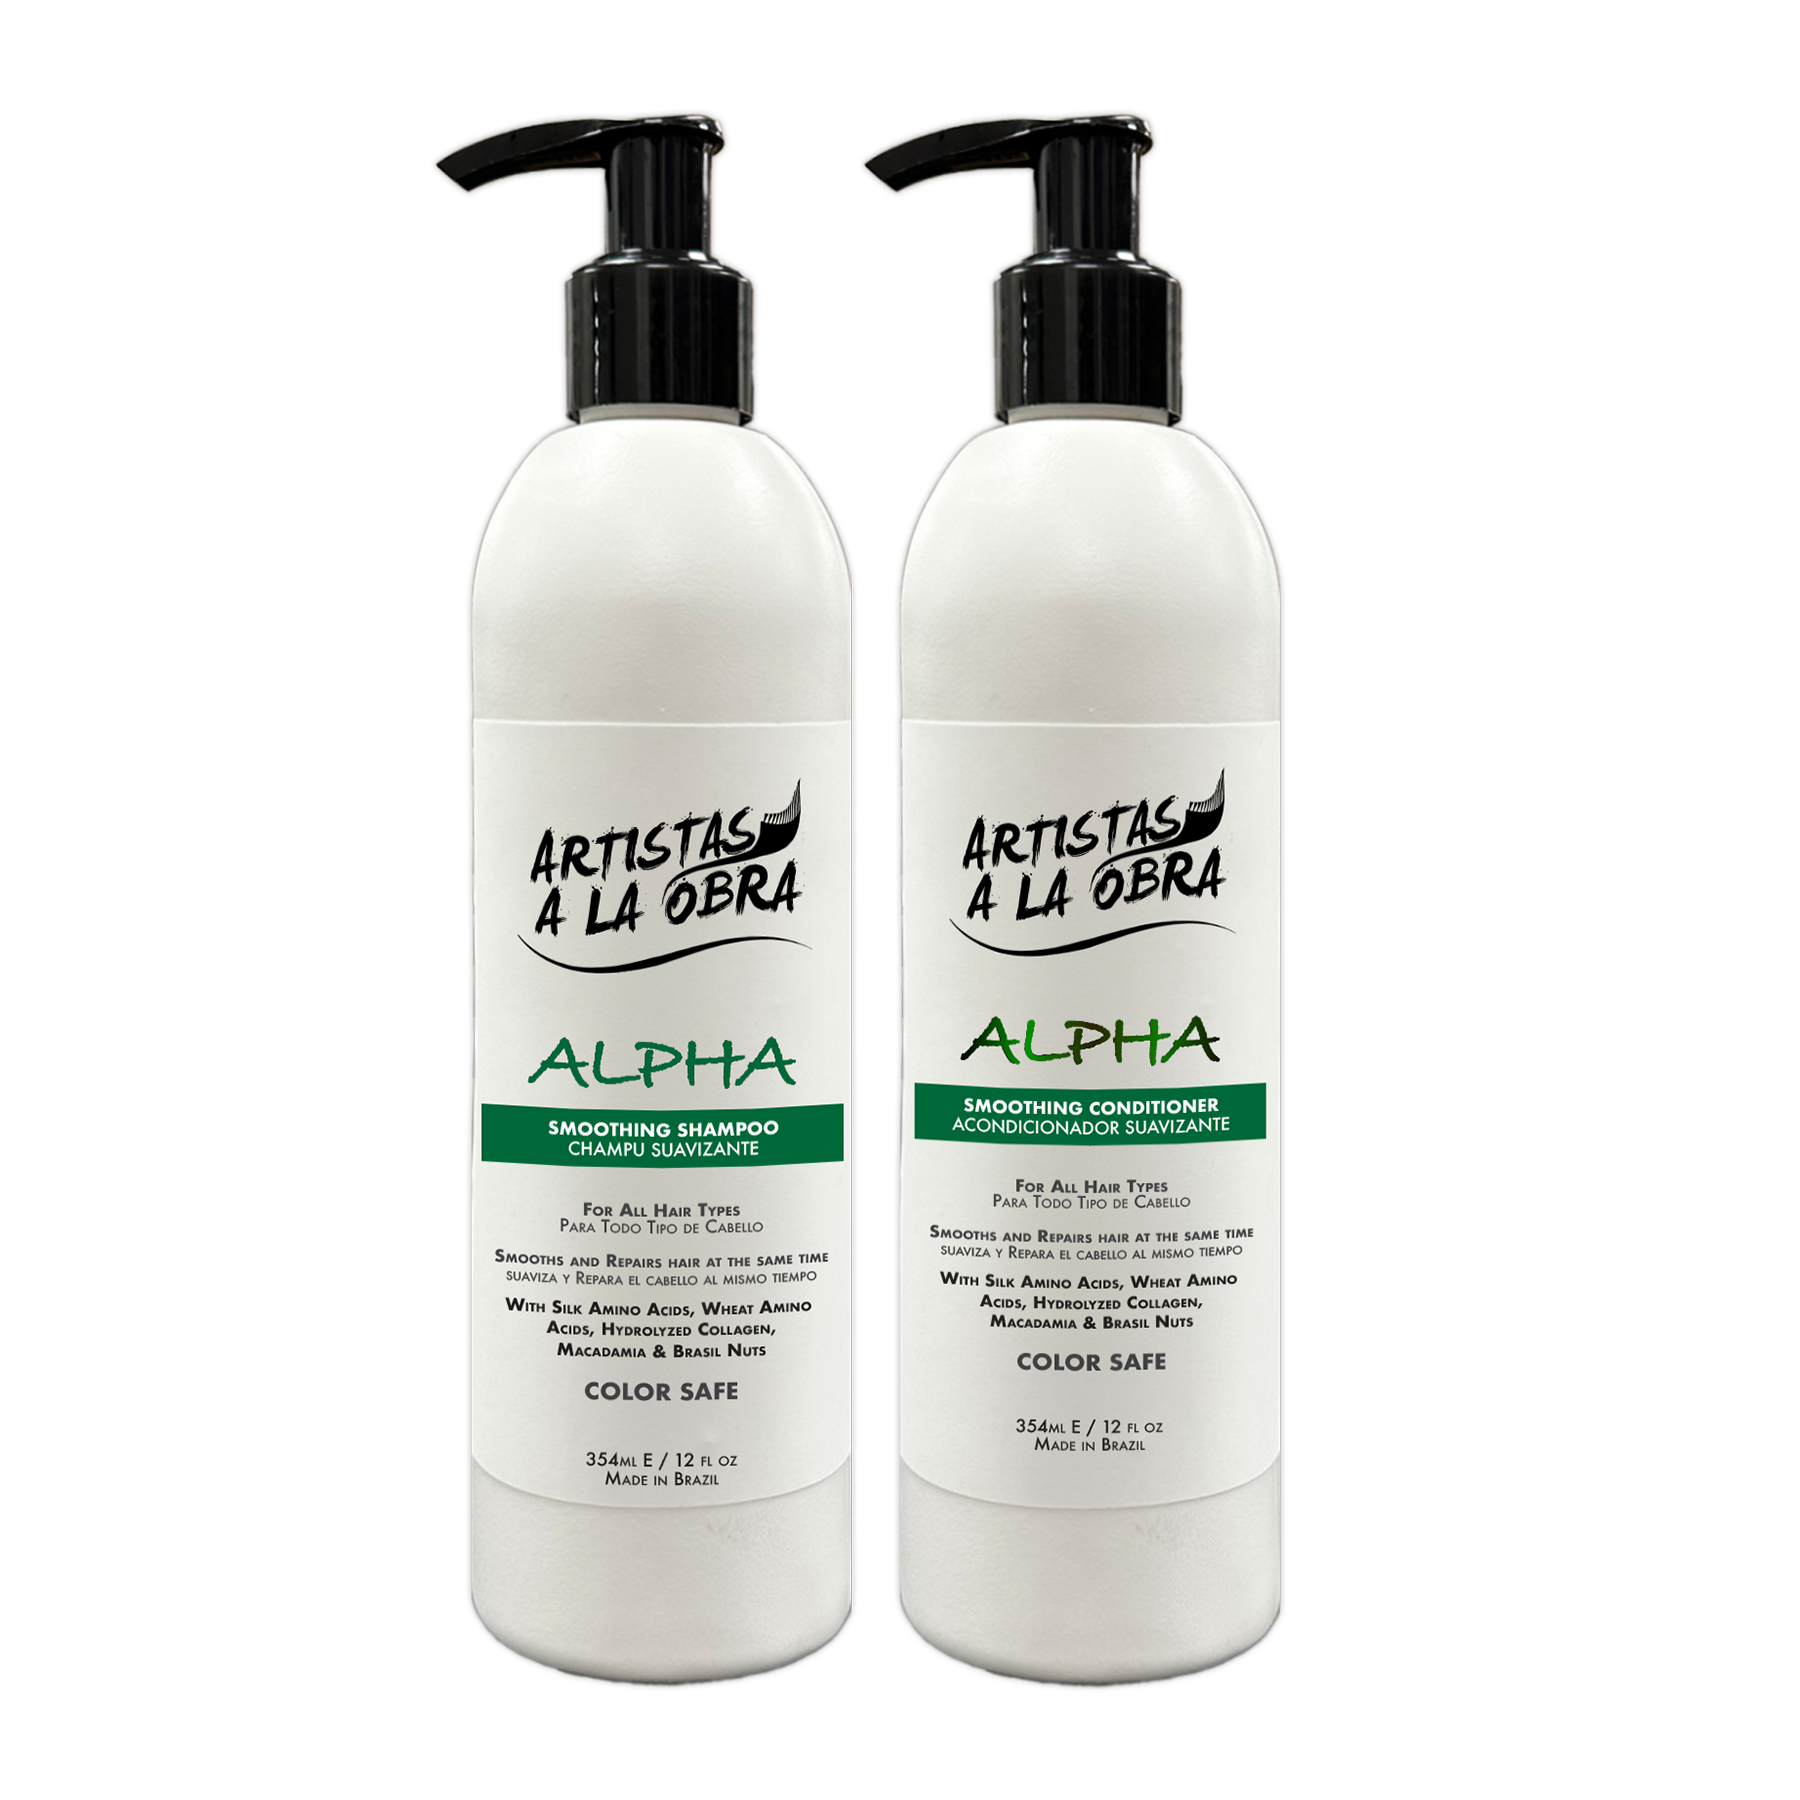 ARTISTAS
A LA OBRA
ALPHA
SMOOTHING SHAMPOO
CHAMPU SUAVIZANTE
FOR ALL HAIR TYPES
PARA TODO TIPO DE CABELLO
SMOOTHS AND REPAIRS HAIR AT THE SAME TIME
SUAVIZA Y REPARA EL CABELLO AL MISMO TIEMPO
WITH SILK AMINO ACIDS, WHEAT AMINO
ACIDS, HYDROLYZED COLLAGEN,
MACADAMIA & BRASIL NUTS
COLOR SAFE
354ML E / 12 FL OZ
MADE IN BRAZIL
ARTISTAS
A LA OBRA
ALPHA
SMOOTHING CONDITIONER
ACONDICIONADOR SUAVIZANTE
FOR ALL HAIR TYPES
PARA TODO TIPO DE CABELLO
SMOOTHS AND REPAIRS HAIR AT THE SAME TIME
SUAVIZA Y REPARA EL CABELLO AL MISMO TIEMPO
WITH SILK AMINO ACIDS, WHEAT AMINO
ACIDS, HYDROLYZED COLLAGEN,
MACADAMIA & BRASIL NUTS
COLOR SAFE
354ML E / 12 FL OZ
MADE IN BRAZIL